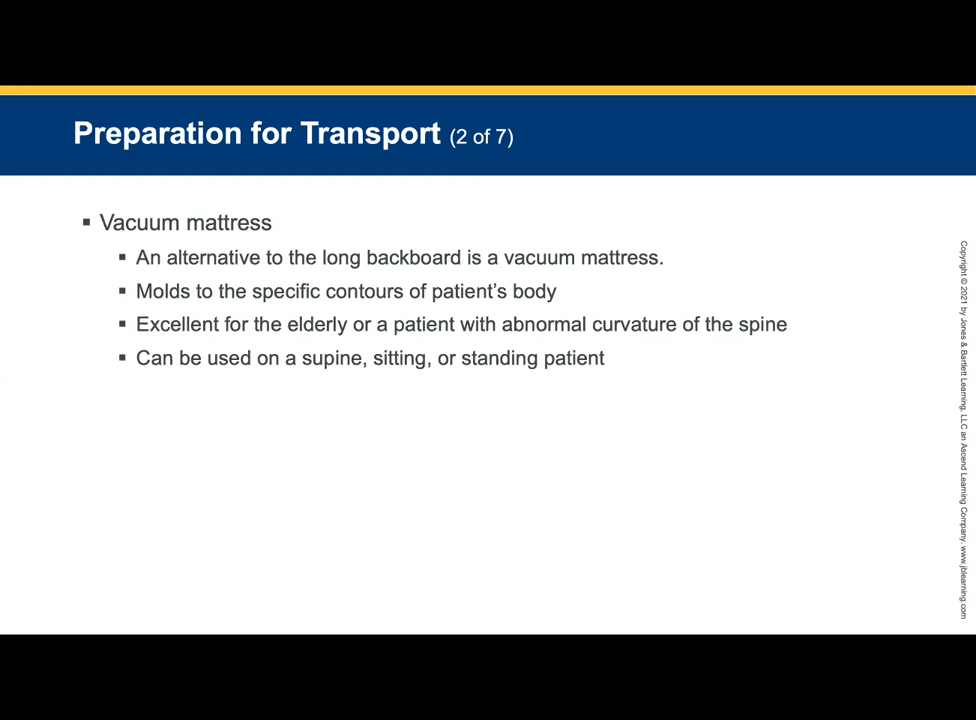 Preparation for Transport (2 of 7)
▪ Vacuum mattress
▪ An alternative to the long backboard is a vacuum mattress.
▪ Molds to the specific contours of patient’s body
▪ Excellent for the elderly or a patient with abnormal curvature of the spine
▪ Can be used on a supine, sitting, or standing patient
Copyright © 2021 by Jones & Bartlett Learning, LLC an Ascend Learning Company. www.jblearning.com